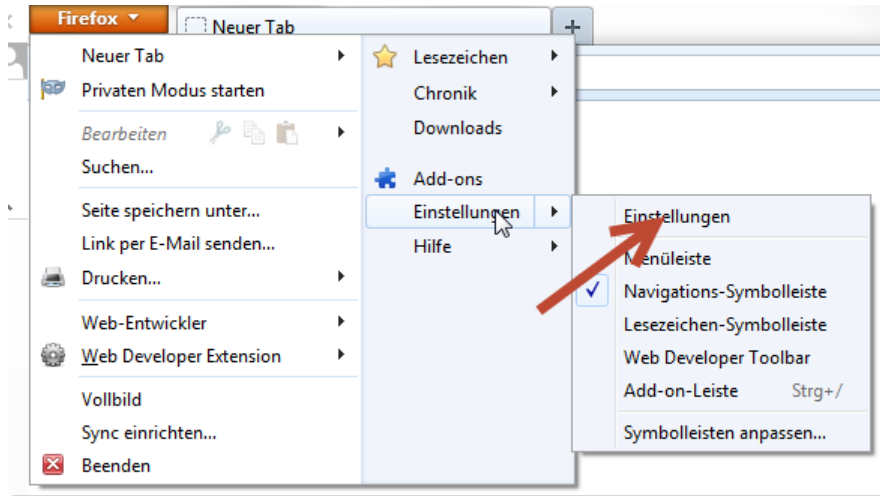 Firefox
Neuer Tab
Neuer Tab
Privaten Modus starten
Bearbeiten
Suchen...
Seite speichern unter...
Link per E-Mail senden...
Drucken...
Web-Entwickler
Web Developer Extension
Vollbild
Sync einrichten...
Beenden
Lesezeichen
Chronik
Downloads
Add-ons
Einstellungen
Hilfe
Einstellungen
Menüleiste
Navigations-Symbolleiste
Lesezeichen-Symbolleiste
Web Developer Toolbar
Add-on-Leiste Strg+/
Symbolleisten anpassen...